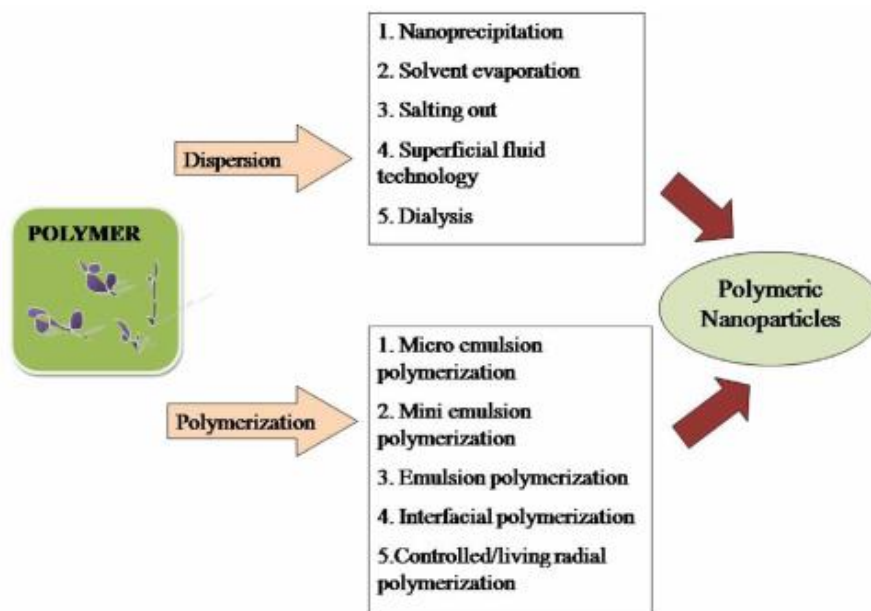 POLYMER
Dispersion
1. Nanoprecipitation
2. Solvent evaporation
3. Salting out
4. Superficial fluid
technology
5. Dialysis
Polymerization
1. Micro emulsion
polymerization
2. Mini emulsion
polymerization
3. Emulsion polymerization
4. Interfacial polymerization
5.Controlled/living radial
polymerization
Polymeric
Nanoparticles